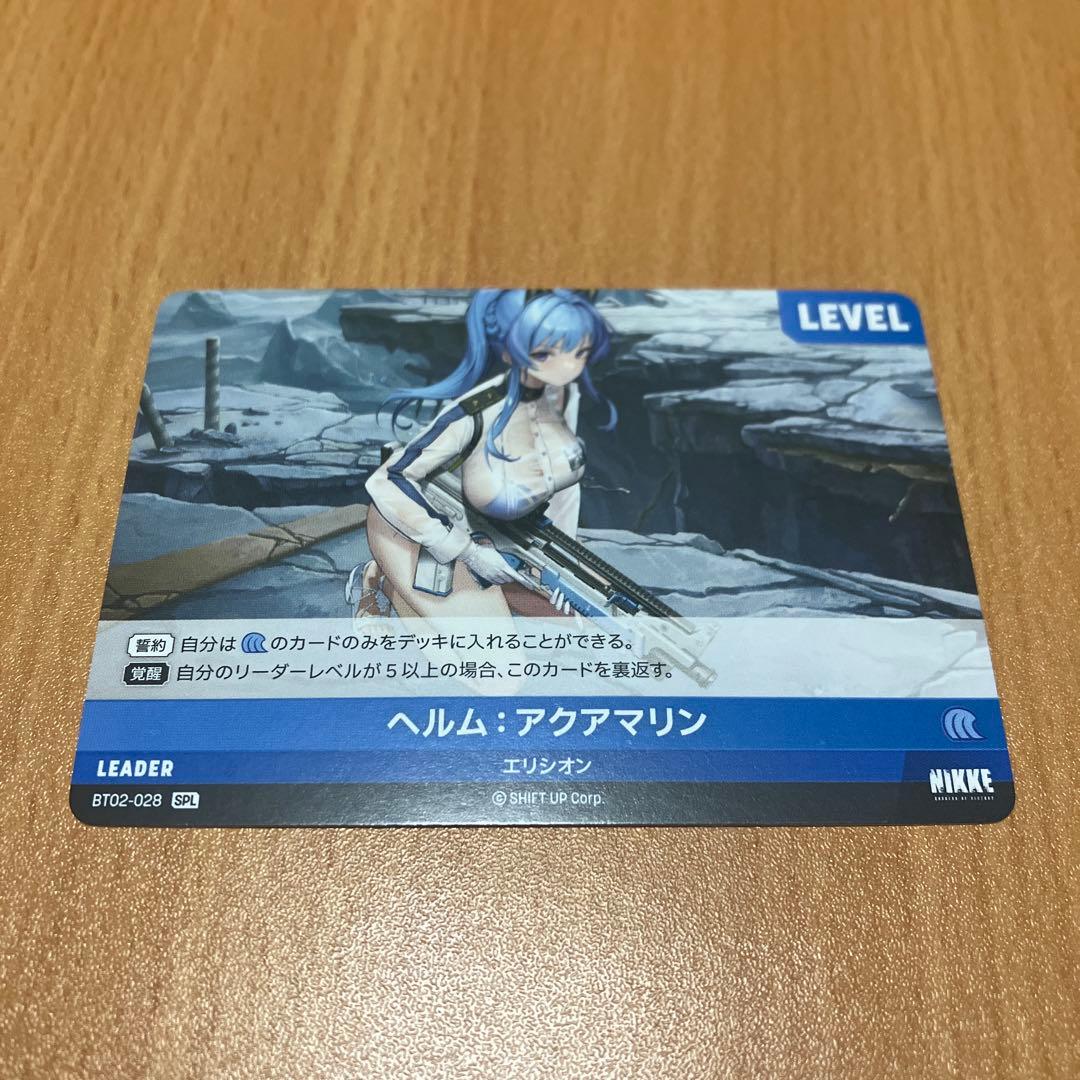 LEVEL
誓約 自分は のカードのみをデッキに入れることができる。
覚醒 自分のリーダーレベルが5以上の場合、このカードを裏返す。
ヘルム：アクアマリン
LEADER
エリシオン
NIKKE
BT02-028 SPL
© SHIFT UP Corp.